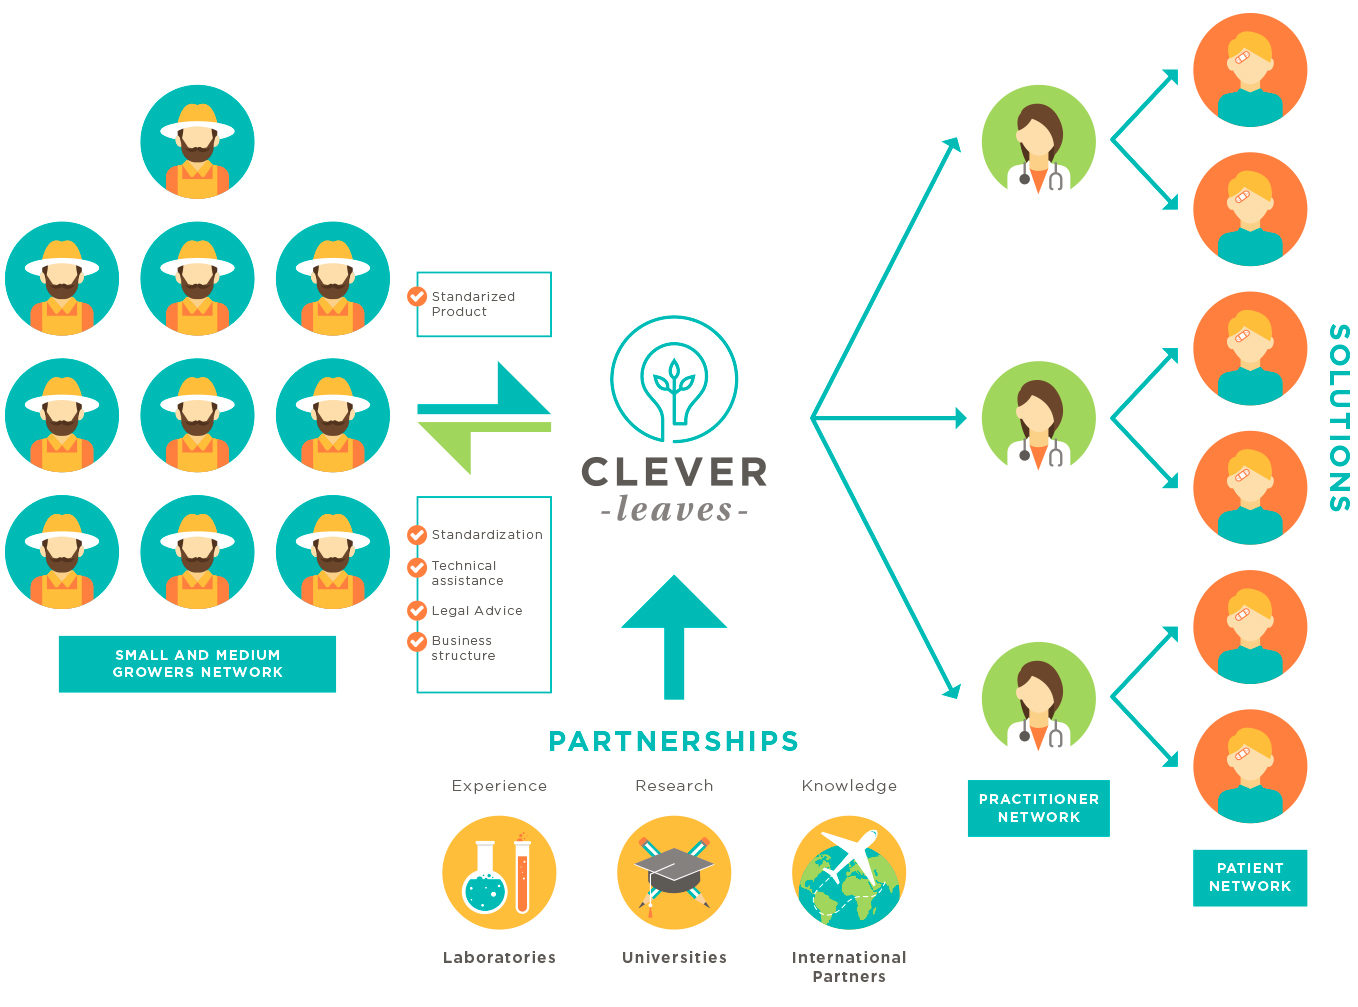 Standarized
Product
CLEVER
-leaves-
Standardization
Technical
assistance
Legal Advice
Business
structure
SMALL AND MEDIUM
GROWERS NETWORK
PARTNERSHIPS
Experience
Research
Knowledge
Laboratories
Universities
International
Partners
PRACTITIONER
NETWORK
PATIENT
NETWORK
SOLUTIONS